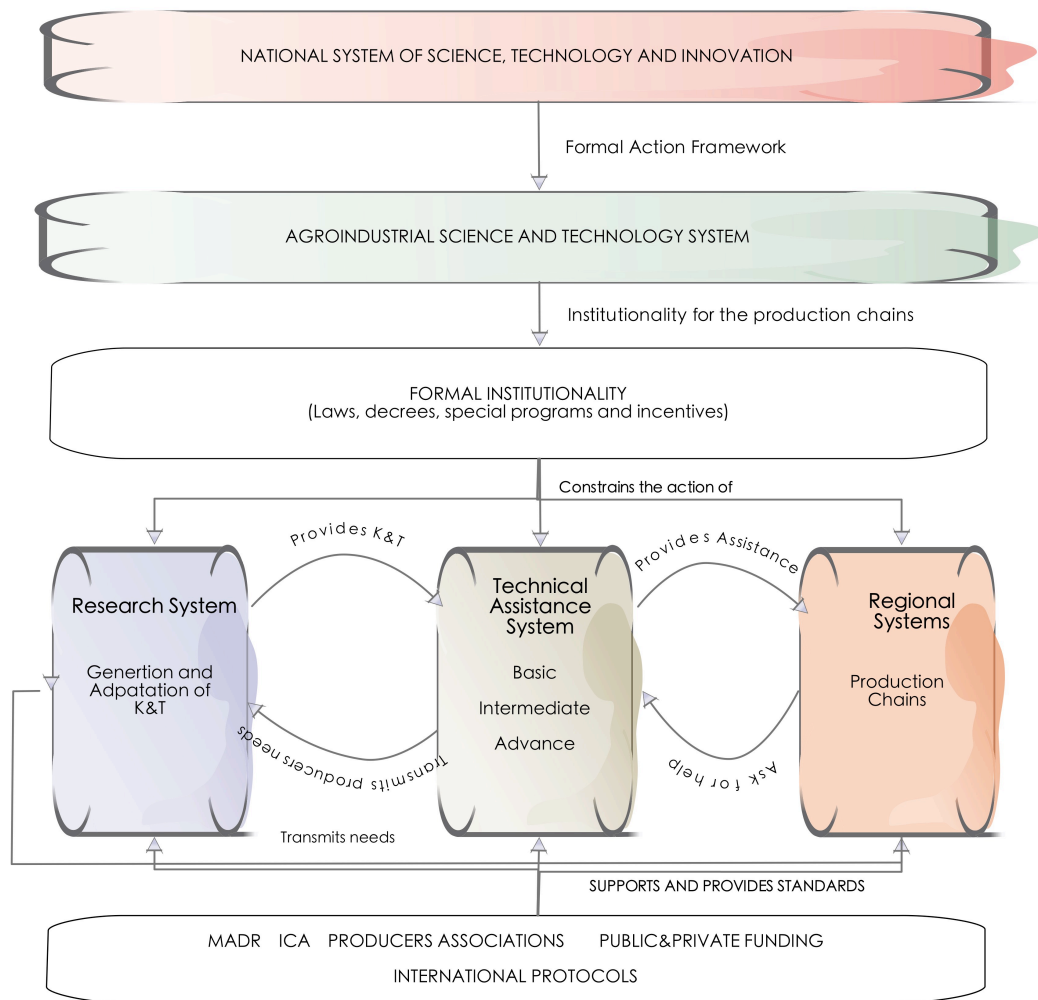 NATIONAL SYSTEM OF SCIENCE, TECHNOLOGY AND INNOVATION
Formal Action Framework
AGROINDUSTRIAL SCIENCE AND TECHNOLOGY SYSTEM
Institutionality for the production chains
FORMAL INSTITUTIONALITY
(Laws, decrees, special programs and incentives)
Constrains the action of
Provides K&T
Provides Assistance
Research System
Genertion and
Adpatation of
K&T
Technical
Assistance
System
Basic
Intermediate
Advance
Regional
Systems
Production
Chains
Transmits producers needs
Ask for help
Transmits needs
SUPPORTS AND PROVIDES STANDARDS
MADR ICA PRODUCERS ASSOCIATIONS PUBLIC&PRIVATE FUNDING
INTERNATIONAL PROTOCOLS